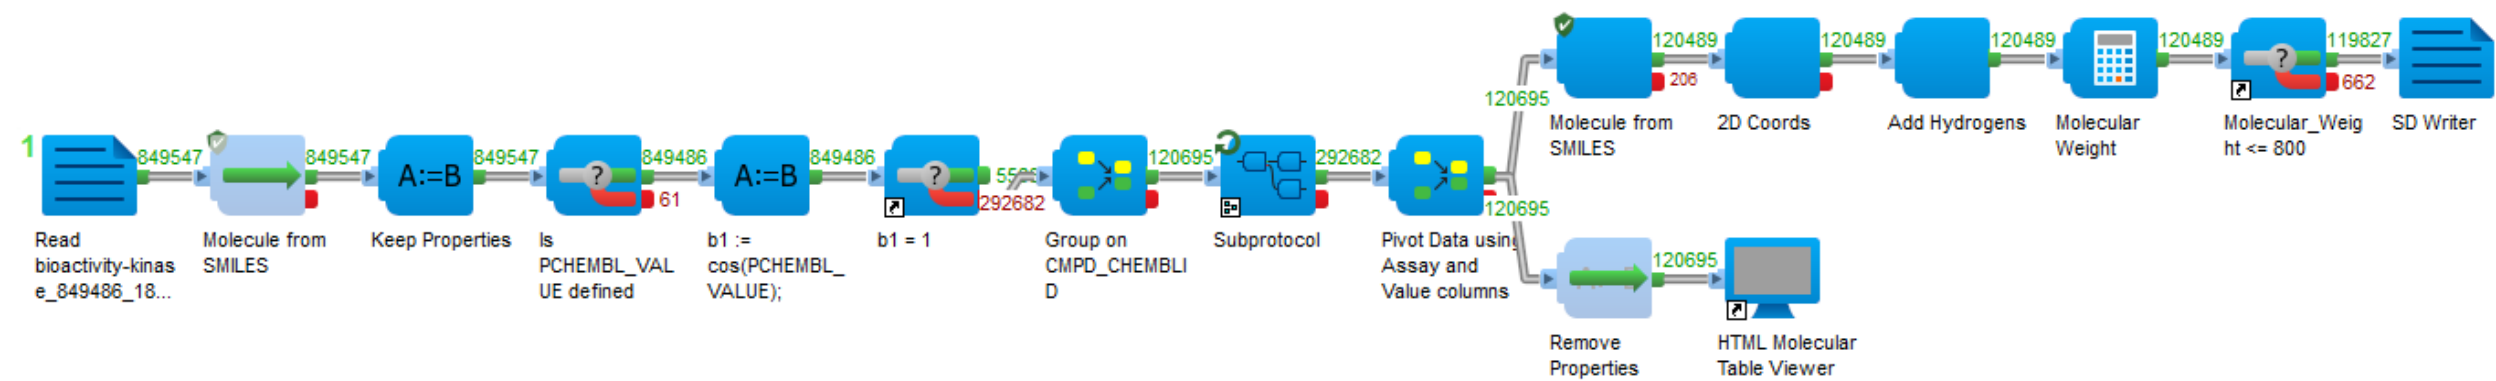 1
849547
849547
849547
849486
61
849486
292682
120695
292682
120695
120695
120489
206
120489
120489
120489
119827
662
120695
A:=B
?
A:=B
?
?
Read
bioactivity-kinas
e_849486_18...
Molecule from
SMILES
Keep Properties
Is
PCHEMBL_VAL
UE defined
b1 :=
cos(PCHEMBL_
VALUE);
b1 = 1
Group on
CMPD_CHEMBLI
D
Subprotocol
Pivot Data using
Assay and
Value columns
Molecule from
SMILES
2D Coords
Add Hydrogens
Molecular
Weight
Molecular_Weig
ht <= 800
SD Writer
Remove
Properties
HTML Molecular
Table Viewer